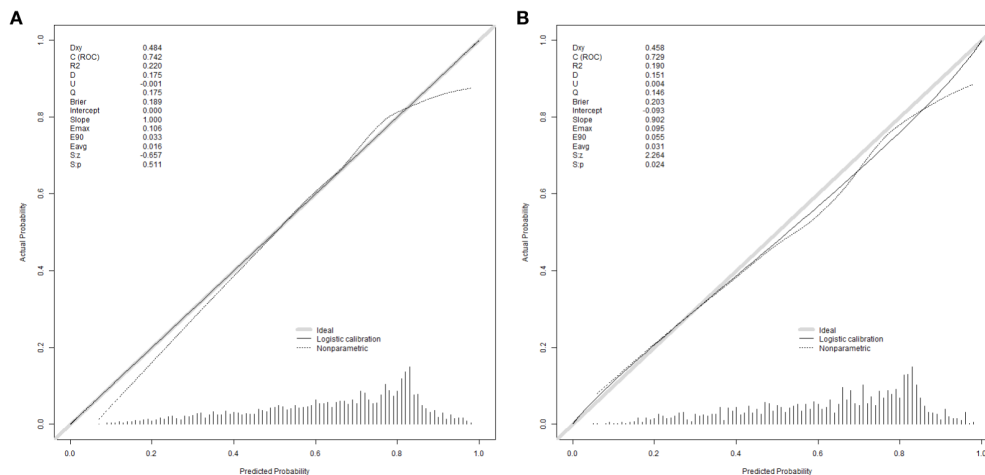 A
Dxy 0.484
C (ROC) 0.742
R2 0.220
D 0.175
U -0.001
Q 0.175
Brier 0.189
Intercept 0.000
Slope 1.000
Emax 0.106
E90 0.033
Eavg 0.016
S:z -0.657
S:p 0.511
Ideal
Logistic calibration
Nonparametric
1.0
0.8
0.6
0.4
0.2
0.0
Actual Probability
0.0 0.2 0.4 0.6 0.8 1.0
Predicted Probability
B
Dxy 0.458
C (ROC) 0.729
R2 0.190
D 0.151
U 0.004
Q 0.146
Brier 0.203
Intercept -0.093
Slope 0.902
Emax 0.095
E90 0.055
Eavg 0.031
S:z 2.264
S:p 0.024
Ideal
Logistic calibration
Nonparametric
1.0
0.8
0.6
0.4
0.2
0.0
Actual Probability
0.0 0.2 0.4 0.6 0.8 1.0
Predicted Probability